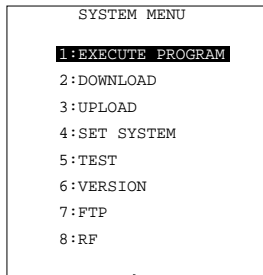 SYSTEM MENU
1:EXECUTE PROGRAM
2:DOWNLOAD
3:UPLOAD
4:SET SYSTEM
5:TEST
6:VERSION
7:FTP
8:RF